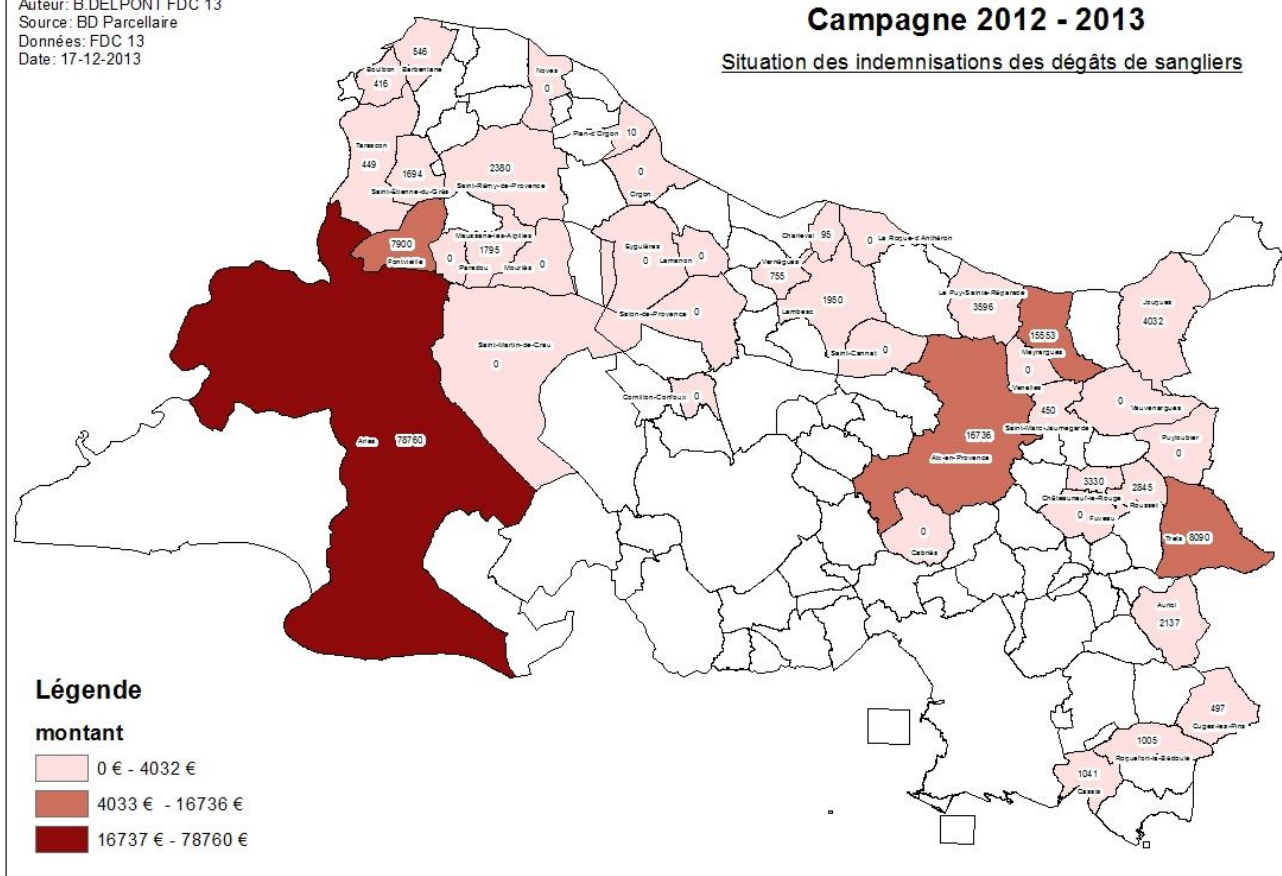 Auteur: B.DELPONT FDC 13
Source: BD Parcellaire
Données: FDC 13
Date: 17-12-2013
Campagne 2012 - 2013
Situation des indemnisations des dégâts de sangliers
546
Barbentane
Boulbon
416
Noves
0
Plan-d'Orgon
10
Tarascon
449
1694
Saint-Étienne-du-Grès
2380
Saint-Rémy-de-Provence
0
Orgon
7900
Fontvieille
Maussane-les-Alpilles
1795
0
Paradou
Mouriès
0
Eyguières
0
Lamanon
0
Charleval
95
0
La Roque-d'Anthéron
Vernègues
755
1950
Lambesc
Le Puy-Sainte-Réparade
3596
Jouques
4032
15553
Meyrargues
Salon-de-Provence
0
Saint-Martin-de-Crau
0
Saint-Cannat
0
0
Venelles
Cornillon-Confoux
0
450
Saint-Marc-Jaumegarde
0
Vauvenargues
Arles
78760
16736
Aix-en-Provence
Puyloubier
0
3330
Châteauneuf-le-Rouge
2845
Rousset
0
Fuveau
0
Cabriès
Trets
8090
Auriol
2137
497
Cuges-les-Pins
1005
Roquefort-la-Bédoule
1041
Cassis
Légende
montant
0 € - 4032 €
4033 € - 16736 €
16737 € - 78760 €